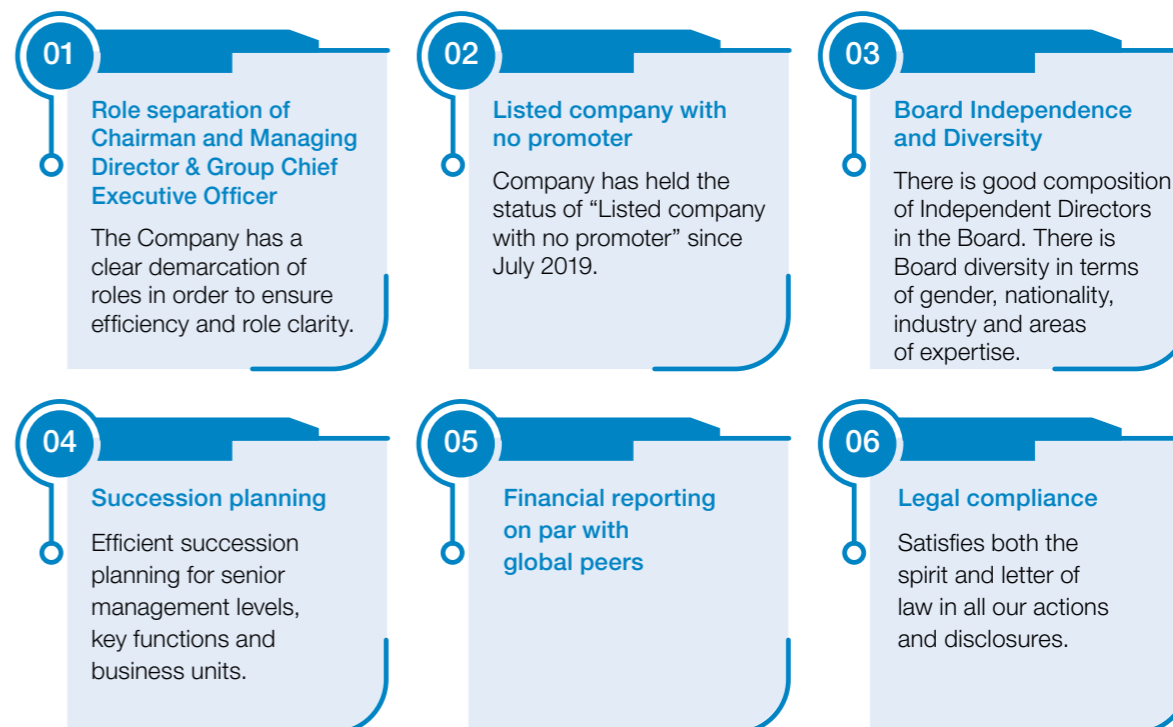 01
Role separation of
Chairman and Managing
Director & Group Chief
Executive Officer
The Company has a
clear demarcation of
roles in order to ensure
efficiency and role clarity.
02
Listed company with
no promoter
Company has held the
status of “Listed company
with no promoter” since
July 2019.
03
Board Independence
and Diversity
There is good composition
of Independent Directors
in the Board. There is
Board diversity in terms
of gender, nationality,
industry and areas
of expertise.
04
Succession planning
Efficient succession
planning for senior
management levels,
key functions and
business units.
05
Financial reporting
on par with
global peers
06
Legal compliance
Satisfies both the
spirit and letter of
law in all our actions
and disclosures.